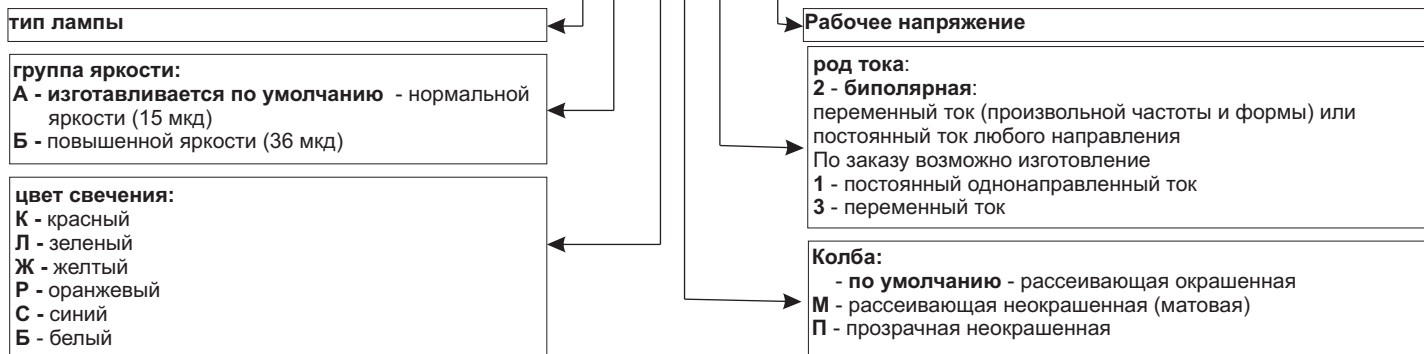 тип лампы
группа яркости:
А - изготавливается по умолчанию - нормальной
яркости (15 мкд)
Б - повышенной яркости (36 мкд)
цвет свечения:
К - красный
Л - зеленый
Ж - желтый
Р - оранжевый
С - синий
Б - белый
Рабочее напряжение
род тока:
2 - биполярная:
переменный ток (произвольной частоты и формы) или
постоянный ток любого направления
По заказу возможно изготовление
1 - постоянный однонаправленный ток
3 - переменный ток
Колба:
- по умолчанию - рассеивающая окрашенная
М - рассеивающая неокрашенная (матовая)
П - прозрачная неокрашенная